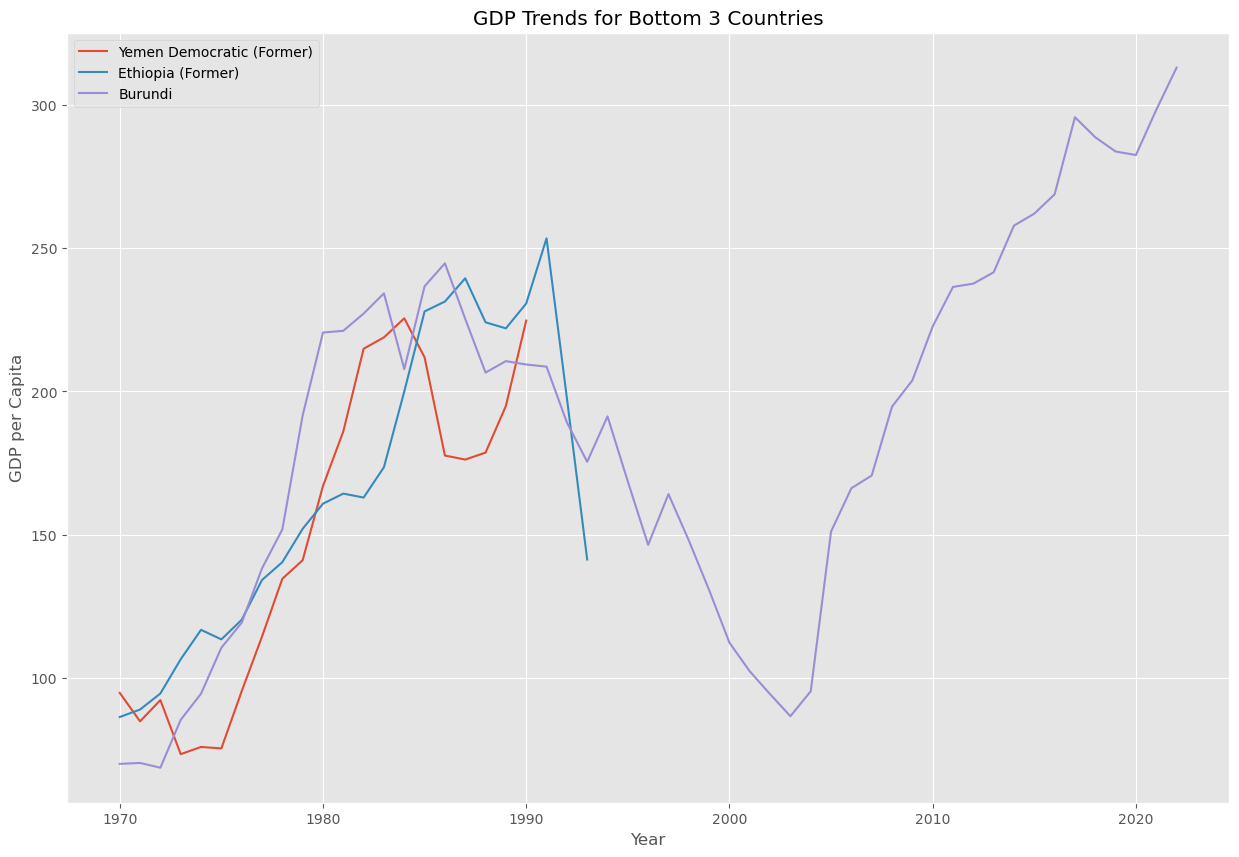 GDP Trends for Bottom 3 Countries
Yemen Democratic (Former)
Ethiopia (Former)
Burundi
GDP per Capita
300
250
200
150
100
1970 1980 1990 2000 2010 2020
Year